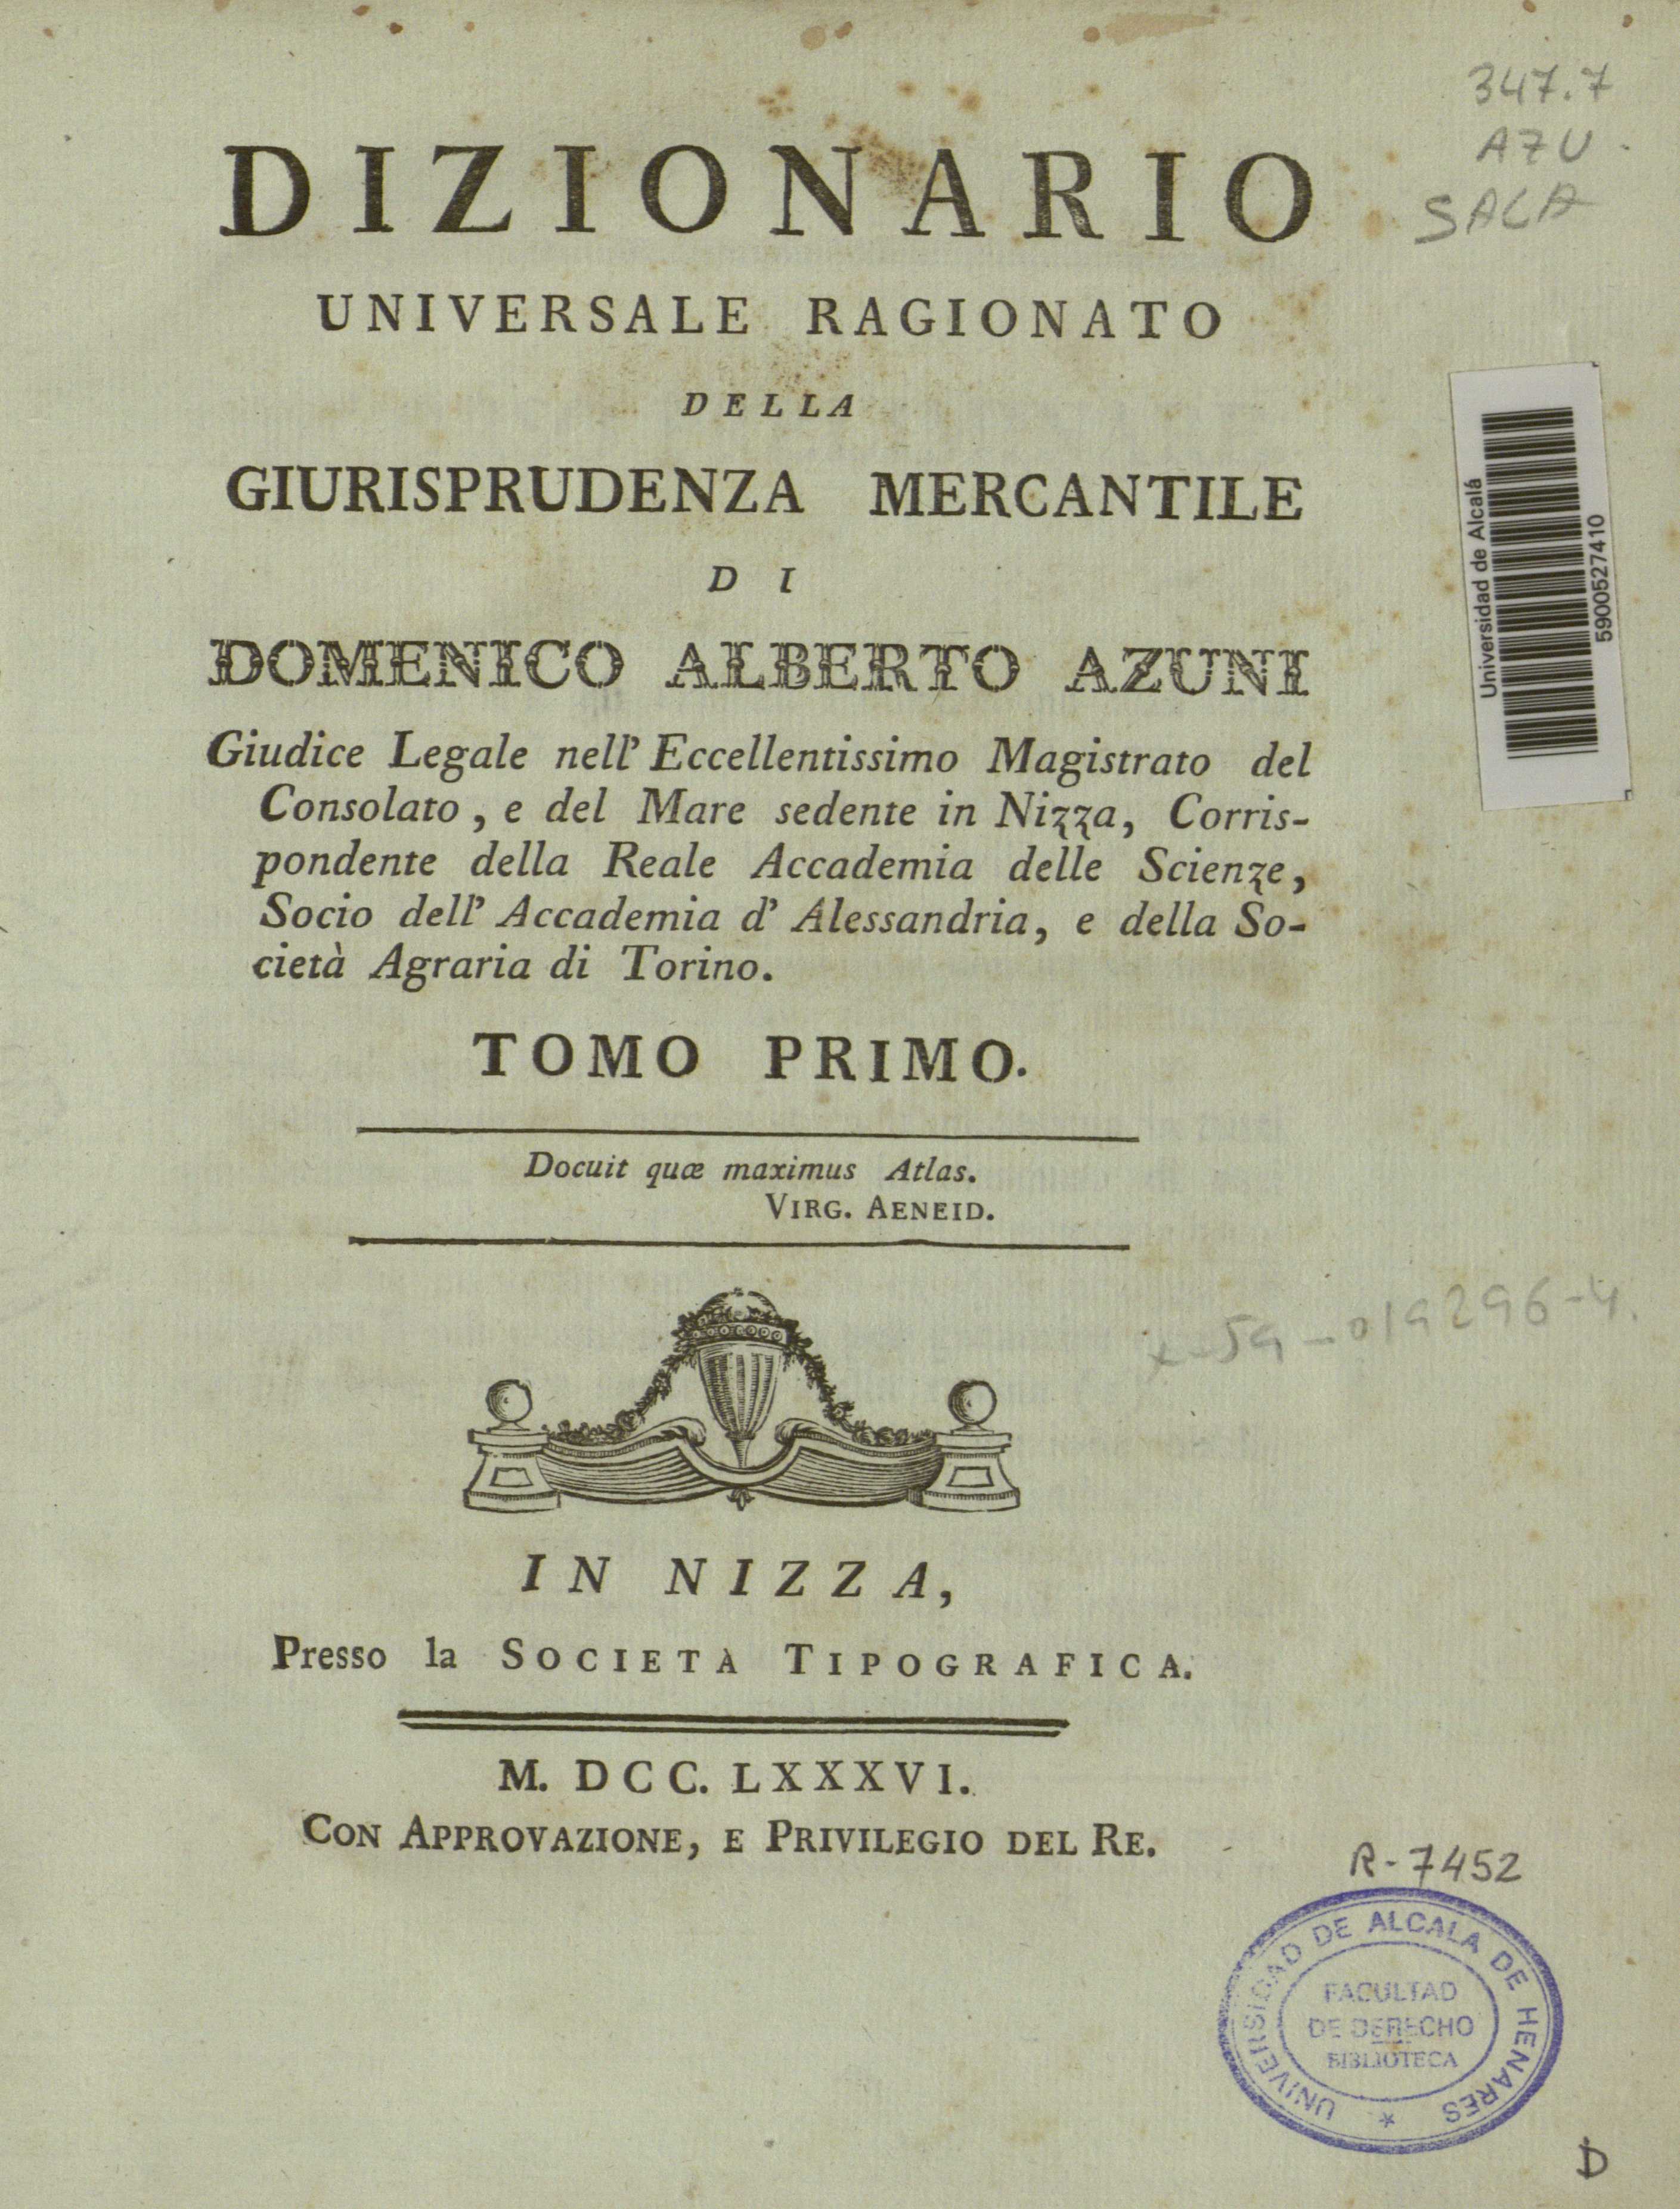 347.7
AZU
SALA
DIZIONARIO
UNIVERSALE RAGIONATO
DELLA
GIURISPRUDENZA MERCANTILE
DI
DOMENICO ALBERTO AZUNI
Giudice Legale nell' Eccellentissimo Magistrato del
Consolato, e del Mare sedente in Nizza, Corris-
pondente della Reale Accademia delle Scienze,
Socio dell' Accademia d' Alessandria, e della So-
cietà Agraria di Torino.
TOMO PRIMO.
Docuit quæ maximus Atlas.
VIRG. AENEID.
x-59-019296-4.
IN NIZZA,
Presso la SOCIETÀ TIPOGRAFICA.
M. DCC. LXXXVI.
CON APPROVAZIONE, E PRIVILEGIO DEL RE.
Universidad de Alcalá
5900527410
R-7452
UNIVERSIDAD DE ALCALA DE HENARES
FACULTAD
DE DERECHO
BIBLIOTECA
D